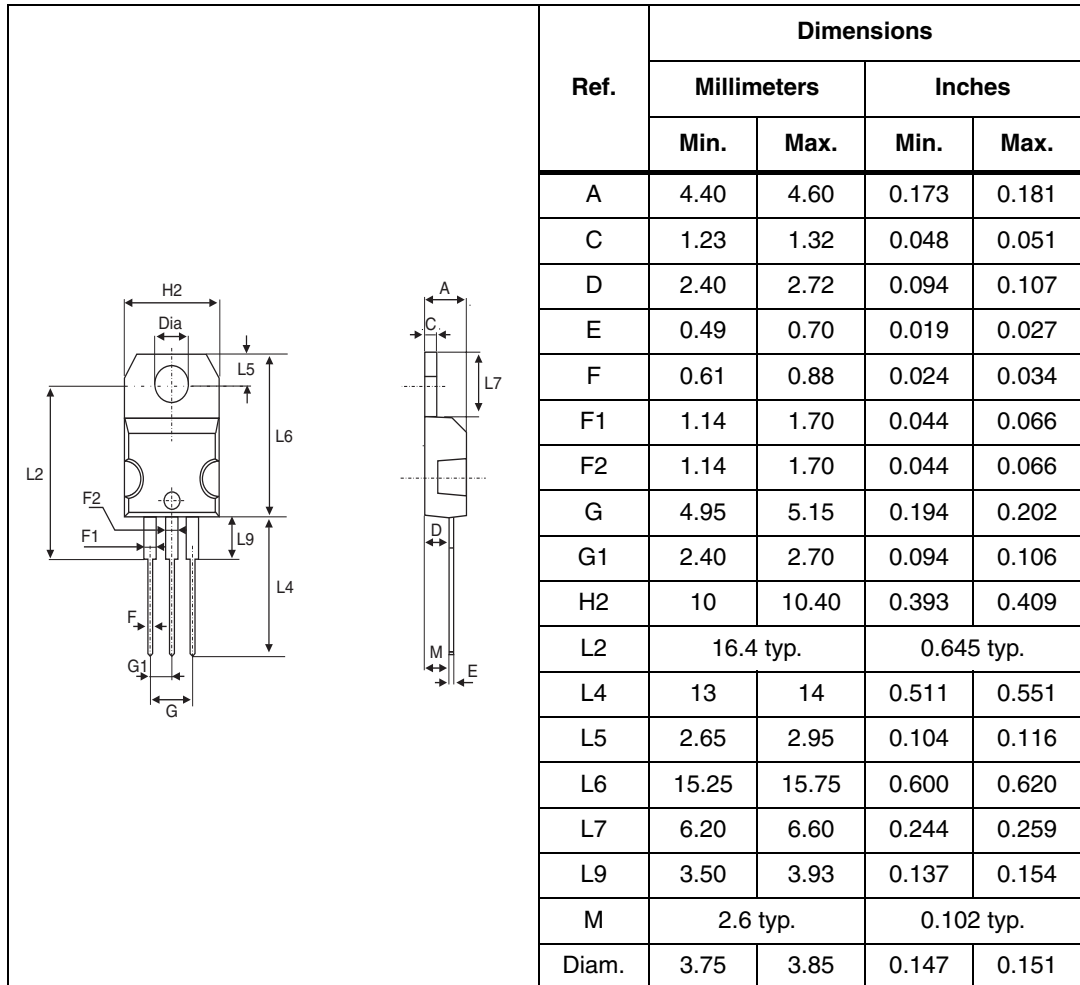 Ref. Dimensions
Millimeters Inches
Min. Max. Min. Max.
A 4.40 4.60 0.173 0.181
C 1.23 1.32 0.048 0.051
D 2.40 2.72 0.094 0.107
E 0.49 0.70 0.019 0.027
F 0.61 0.88 0.024 0.034
F1 1.14 1.70 0.044 0.066
F2 1.14 1.70 0.044 0.066
G 4.95 5.15 0.194 0.202
G1 2.40 2.70 0.094 0.106
H2 10 10.40 0.393 0.409
L2 16.4 typ. 0.645 typ.
L4 13 14 0.511 0.551
L5 2.65 2.95 0.104 0.116
L6 15.25 15.75 0.600 0.620
L7 6.20 6.60 0.244 0.259
L9 3.50 3.93 0.137 0.154
M 2.6 typ. 0.102 typ.
Diam. 3.75 3.85 0.147 0.151
H2
Dia
L5
L6
L2
F2
F1
L9
L4
F
G1
G
A
C
L7
D
M
E